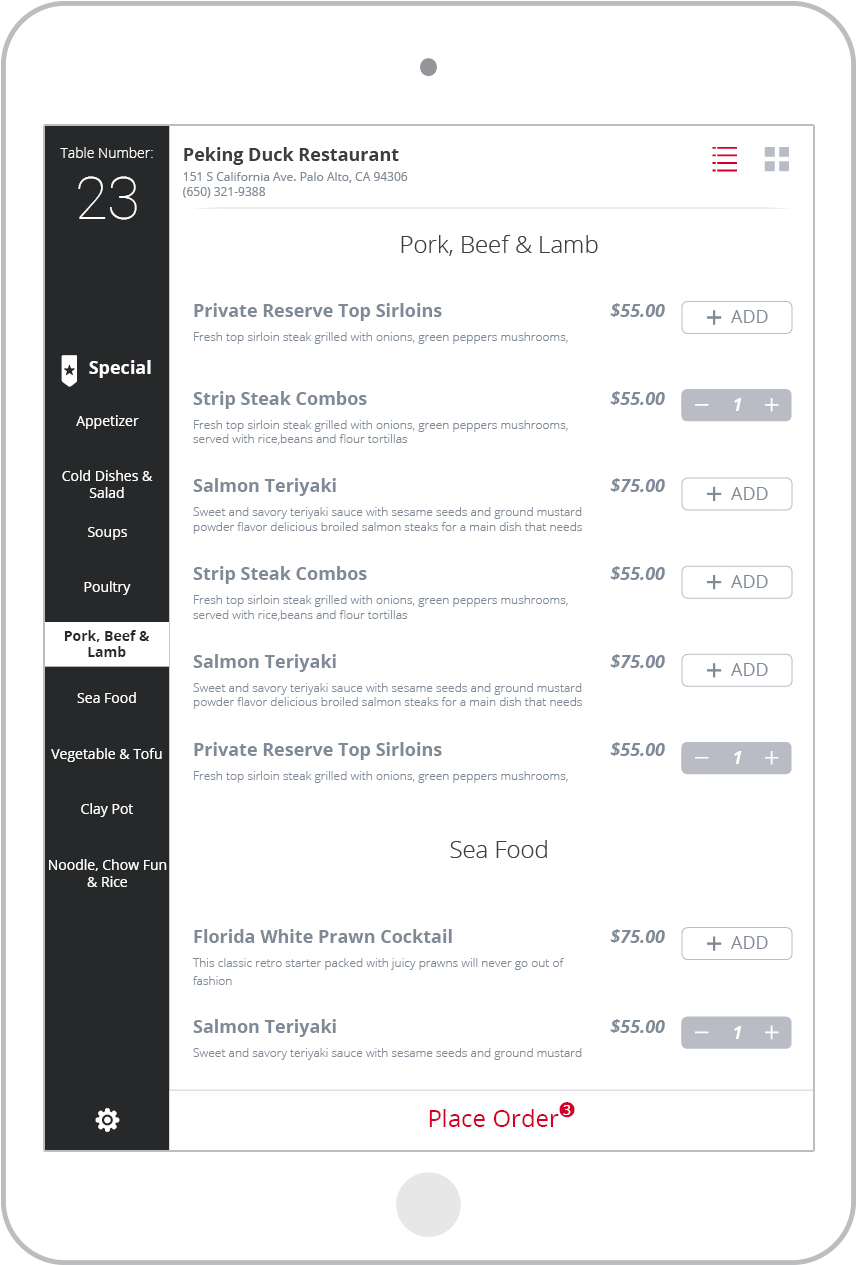 Table Number:
23
Special
Appetizer
Cold Dishes &
Salad
Soups
Poultry
Pork, Beef &
Lamb
Sea Food
Vegetable & Tofu
Clay Pot
Noodle, Chow Fun
& Rice
Peking Duck Restaurant
151 S California Ave. Palo Alto, CA 94306
(650) 321-9388
Pork, Beef & Lamb
Private Reserve Top Sirloins $55.00 + ADD
Fresh top sirloin steak grilled with onions, green peppers mushrooms,
Strip Steak Combos $55.00 − 1 +
Fresh top sirloin steak grilled with onions, green peppers mushrooms,
served with rice,beans and flour tortillas
Salmon Teriyaki $75.00 + ADD
Sweet and savory teriyaki sauce with sesame seeds and ground mustard
powder flavor delicious broiled salmon steaks for a main dish that needs
Strip Steak Combos $55.00 + ADD
Fresh top sirloin steak grilled with onions, green peppers mushrooms,
served with rice,beans and flour tortillas
Salmon Teriyaki $75.00 + ADD
Sweet and savory teriyaki sauce with sesame seeds and ground mustard
powder flavor delicious broiled salmon steaks for a main dish that needs
Private Reserve Top Sirloins $55.00 − 1 +
Fresh top sirloin steak grilled with onions, green peppers mushrooms,
Sea Food
Florida White Prawn Cocktail $75.00 + ADD
This classic retro starter packed with juicy prawns will never go out of
fashion
Salmon Teriyaki $55.00 − 1 +
Sweet and savory teriyaki sauce with sesame seeds and ground mustard
Place Order 3